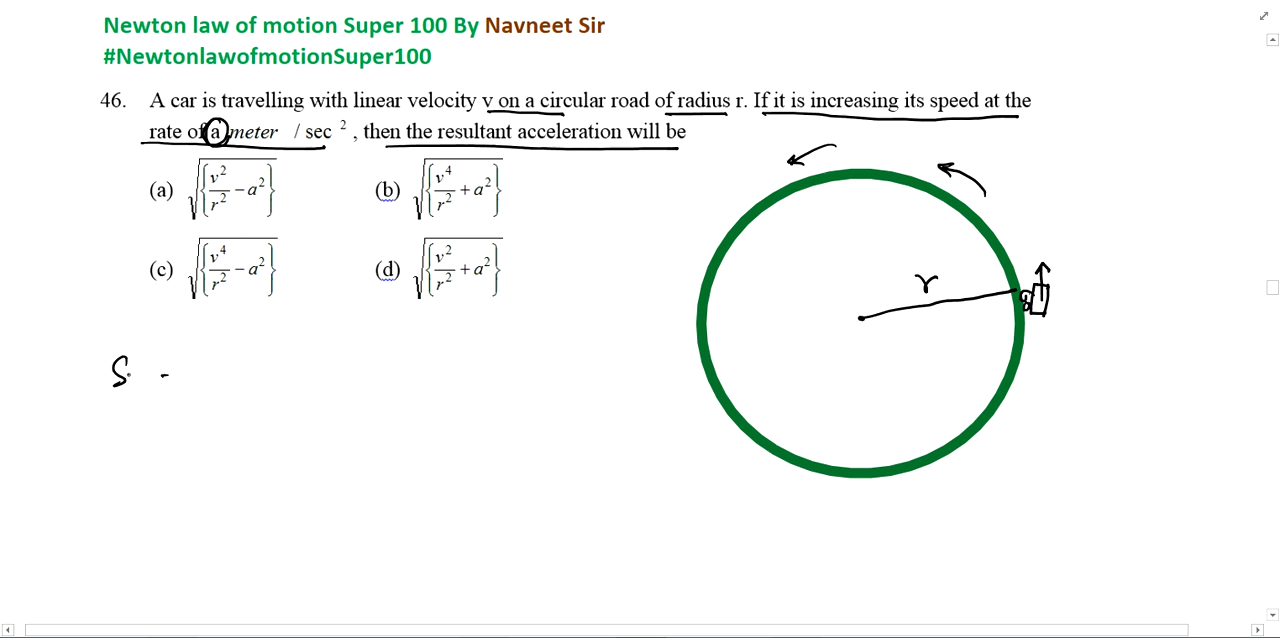 Newton law of motion Super 100 By Navneet Sir
#NewtonlawofmotionSuper100
46. A car is travelling with linear velocity v on a circular road of radius r. If it is increasing its speed at the
rate of a meter / sec ², then the resultant acceleration will be
(a) √{v²/r² − a²} (b) √{v⁴/r² + a²}
(c) √{v⁴/r² − a²} (d) √{v²/r² + a²}
r
S. -